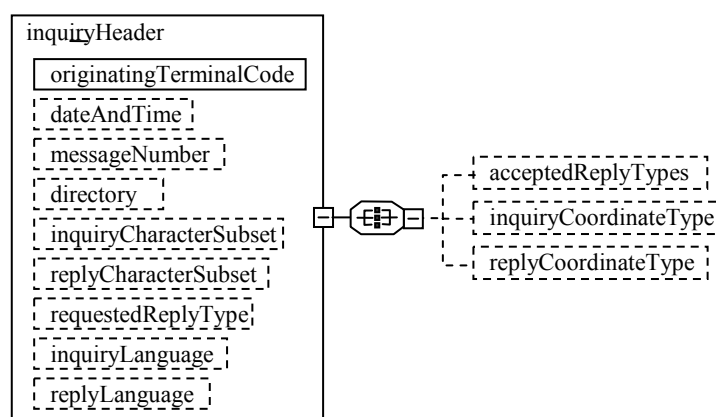 inquiryHeader
originatingTerminalCode
dateAndTime
messageNumber
directory
inquiryCharacterSubset
replyCharacterSubset
requestedReplyType
inquiryLanguage
replyLanguage
acceptedReplyTypes
inquiryCoordinateType
replyCoordinateType